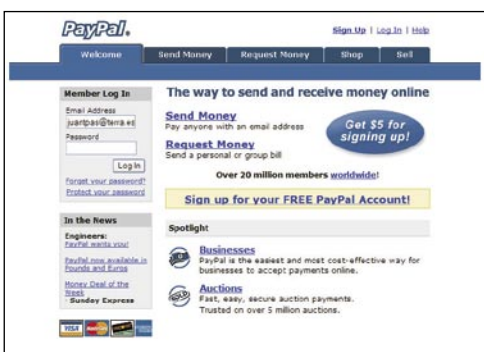 PayPal.
Sign Up | Log In | Help
Welcome
Send Money
Request Money
Shop
Sell
Member Log In
Email Address
juantpas@terra.es
Password
Log In
Forget your password?
Protect your password
In the News
Engineers:
PayPal wants you!
PayPal now available in
Pounds and Euros
Money Deal of the
Week
- Sunday Express
VISA MasterCard
The way to send and receive money online
Send Money
Pay anyone with an email address
Request Money
Send a personal or group bill
Get $5 for
signing up!
Over 20 million members worldwide!
Sign up for your FREE PayPal Account!
Spotlight
Businesses
PayPal is the easiest and most cost-effective way for
businesses to accept payments online.
SOLD
Auctions
Fast, easy, secure auction payments.
Trusted on over 5 million auctions.